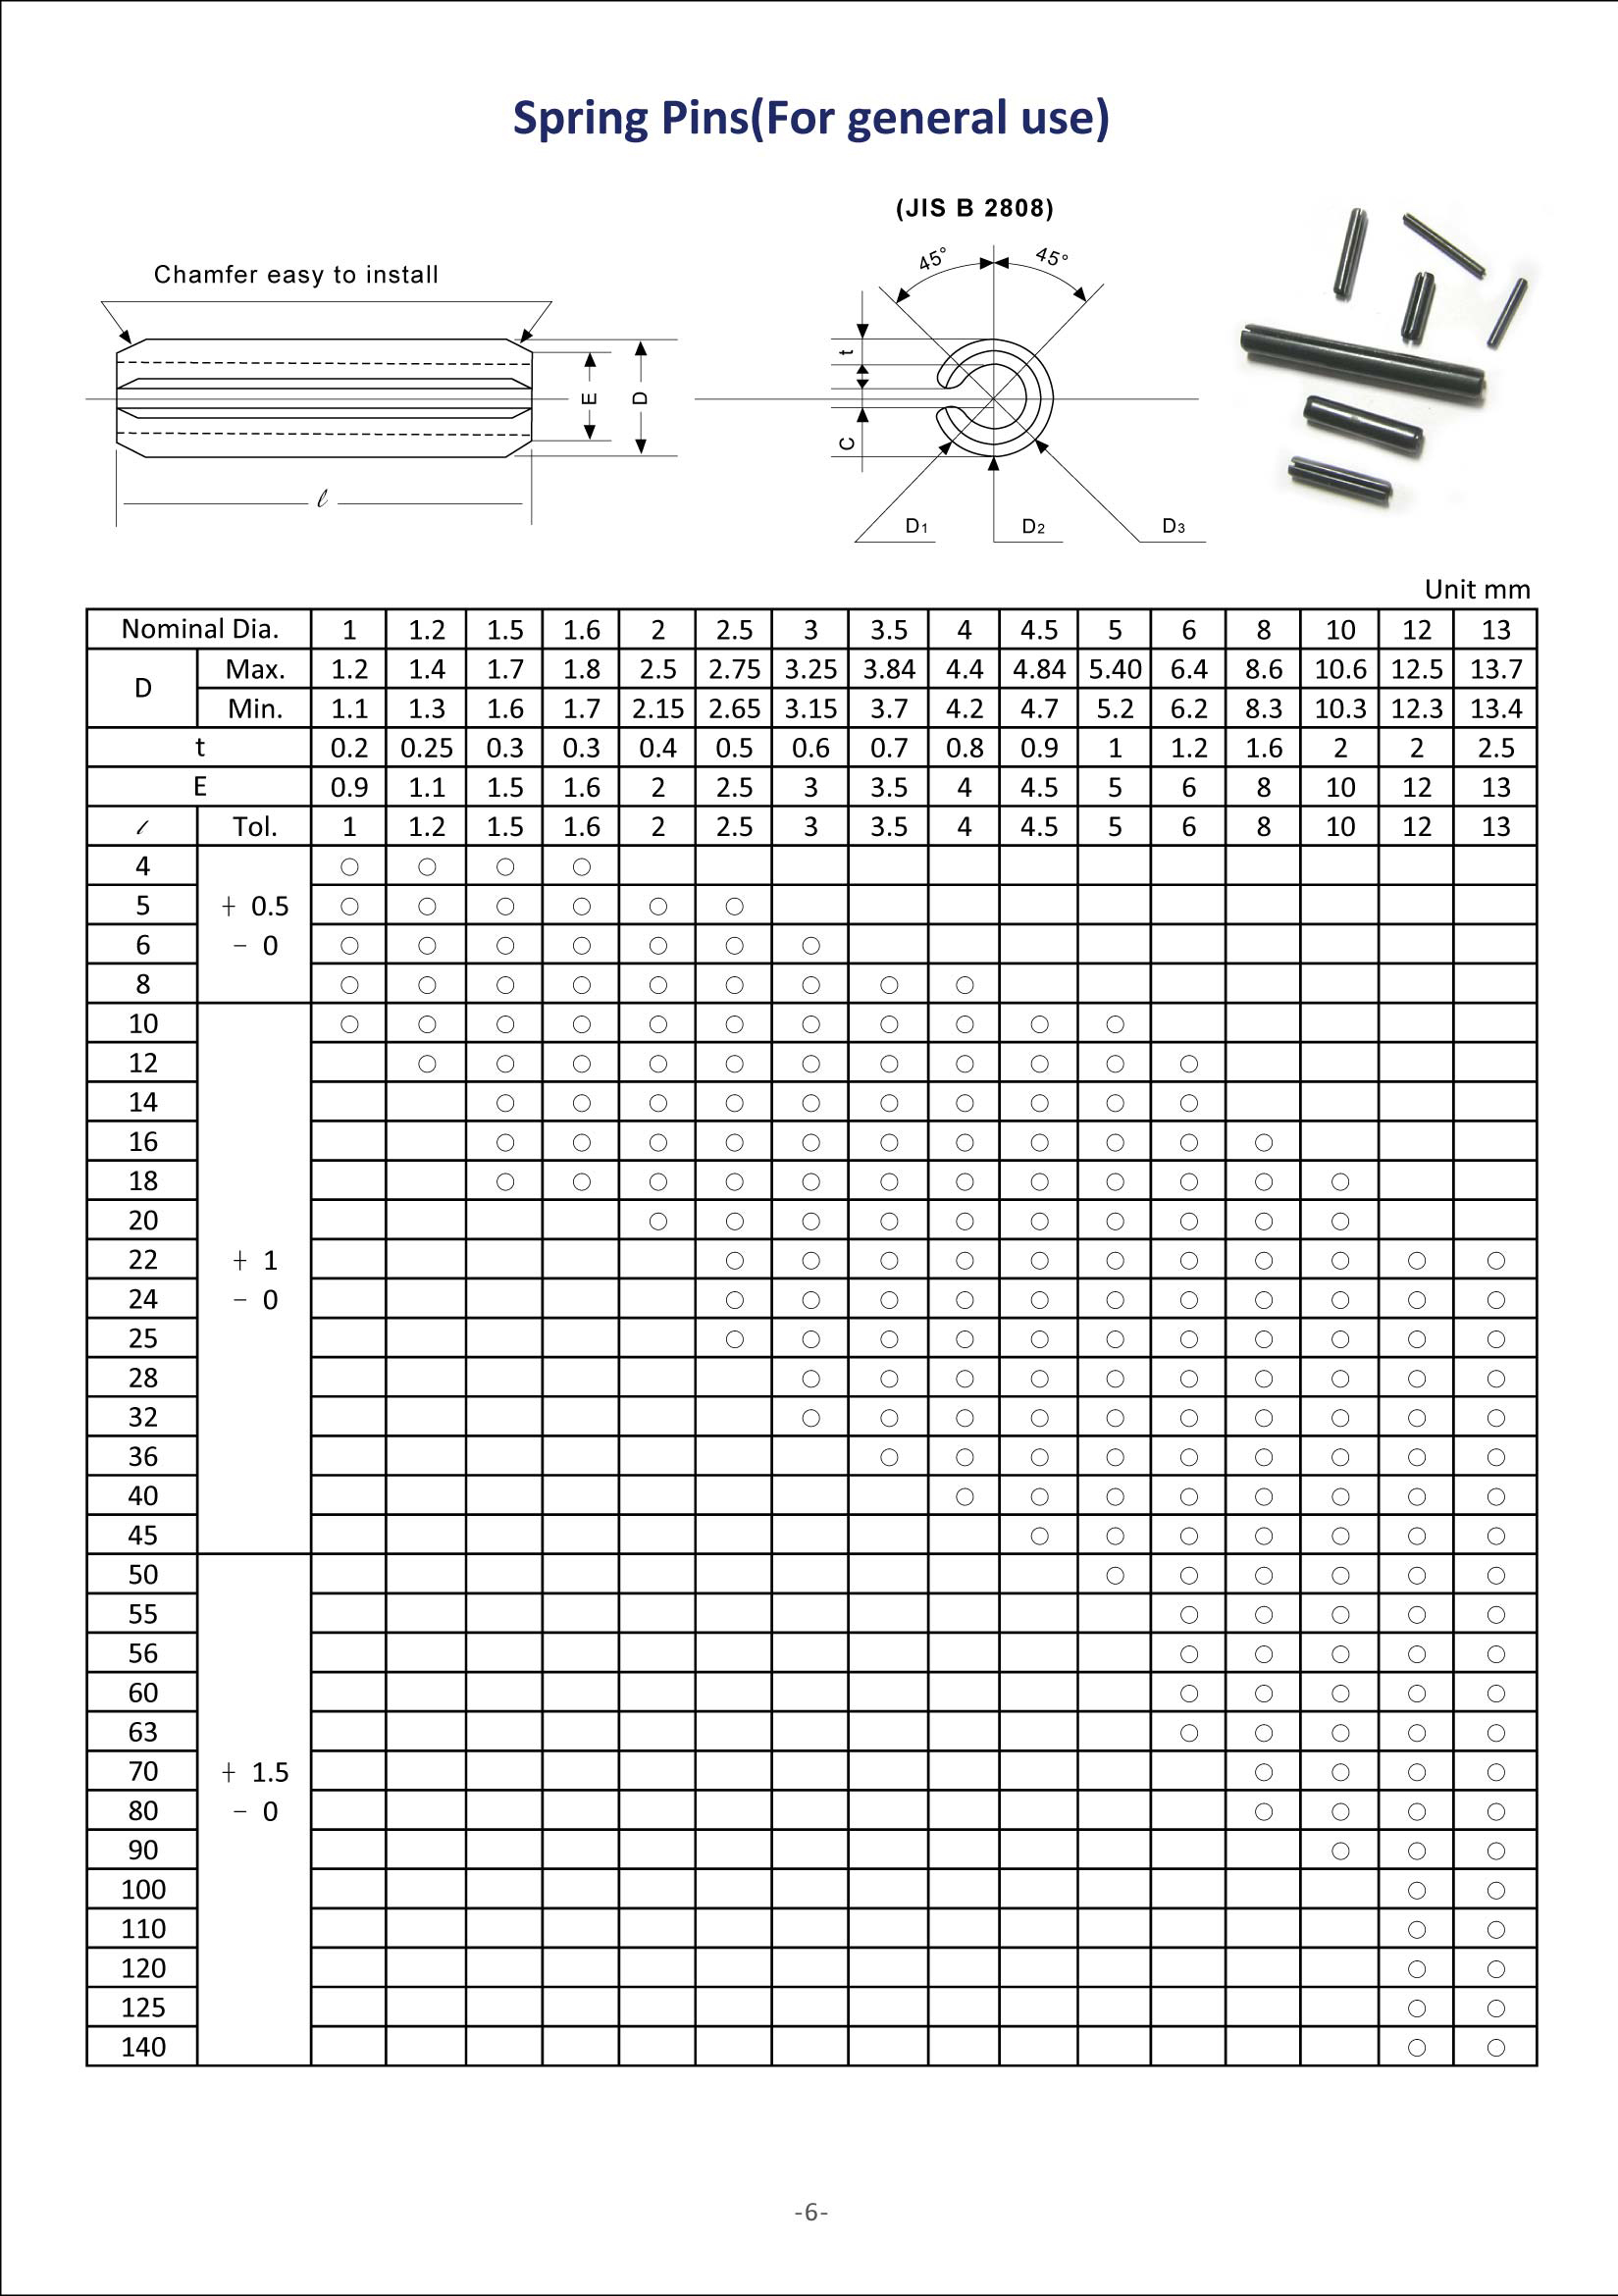 Spring Pins(For general use)
(JIS B 2808)
Chamfer easy to install
45° 45°
t
E D
C
ℓ
D1 D2 D3
Unit mm
Nominal Dia. 1 1.2 1.5 1.6 2 2.5 3 3.5 4 4.5 5 6 8 10 12 13
D Max. 1.2 1.4 1.7 1.8 2.5 2.75 3.25 3.84 4.4 4.84 5.40 6.4 8.6 10.6 12.5 13.7
Min. 1.1 1.3 1.6 1.7 2.15 2.65 3.15 3.7 4.2 4.7 5.2 6.2 8.3 10.3 12.3 13.4
t 0.2 0.25 0.3 0.3 0.4 0.5 0.6 0.7 0.8 0.9 1 1.2 1.6 2 2 2.5
E 0.9 1.1 1.5 1.6 2 2.5 3 3.5 4 4.5 5 6 8 10 12 13
ℓ Tol. 1 1.2 1.5 1.6 2 2.5 3 3.5 4 4.5 5 6 8 10 12 13
4 ○ ○ ○ ○
5 + 0.5 ○ ○ ○ ○ ○ ○
6 − 0 ○ ○ ○ ○ ○ ○ ○
8 ○ ○ ○ ○ ○ ○ ○ ○ ○
10 ○ ○ ○ ○ ○ ○ ○ ○ ○ ○ ○
12 ○ ○ ○ ○ ○ ○ ○ ○ ○ ○ ○
14 ○ ○ ○ ○ ○ ○ ○ ○ ○ ○
16 ○ ○ ○ ○ ○ ○ ○ ○ ○ ○ ○
18 ○ ○ ○ ○ ○ ○ ○ ○ ○ ○ ○ ○
20 ○ ○ ○ ○ ○ ○ ○ ○ ○ ○
22 + 1 ○ ○ ○ ○ ○ ○ ○ ○ ○ ○ ○
24 − 0 ○ ○ ○ ○ ○ ○ ○ ○ ○ ○ ○
25 ○ ○ ○ ○ ○ ○ ○ ○ ○ ○ ○
28 ○ ○ ○ ○ ○ ○ ○ ○ ○ ○
32 ○ ○ ○ ○ ○ ○ ○ ○ ○ ○
36 ○ ○ ○ ○ ○ ○ ○ ○ ○
40 ○ ○ ○ ○ ○ ○ ○ ○
45 ○ ○ ○ ○ ○ ○ ○
50 ○ ○ ○ ○ ○ ○
55 ○ ○ ○ ○ ○
56 ○ ○ ○ ○ ○
60 ○ ○ ○ ○ ○
63 ○ ○ ○ ○ ○
70 + 1.5 ○ ○ ○ ○
80 − 0 ○ ○ ○ ○
90 ○ ○ ○
100 ○ ○
110 ○ ○
120 ○ ○
125 ○ ○
140 ○ ○
-6-